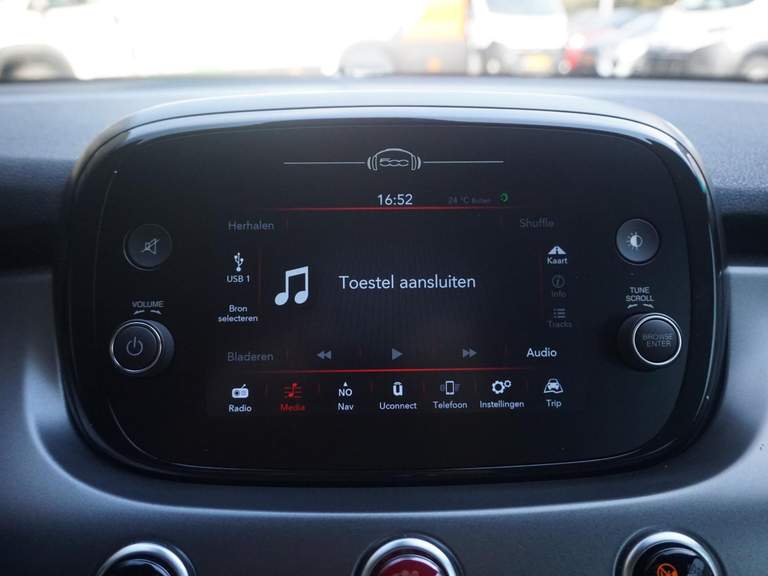 500
16:52
24 °C Buiten
Herhalen
Shuffle
USB 1
Kaart
Toestel aansluiten
Info
VOLUME
TUNE
SCROLL
Bron
selecteren
Tracks
BROWSE
ENTER
Bladeren
Audio
NO
Radio
Media
Nav
Uconnect
Telefoon
Instellingen
Trip